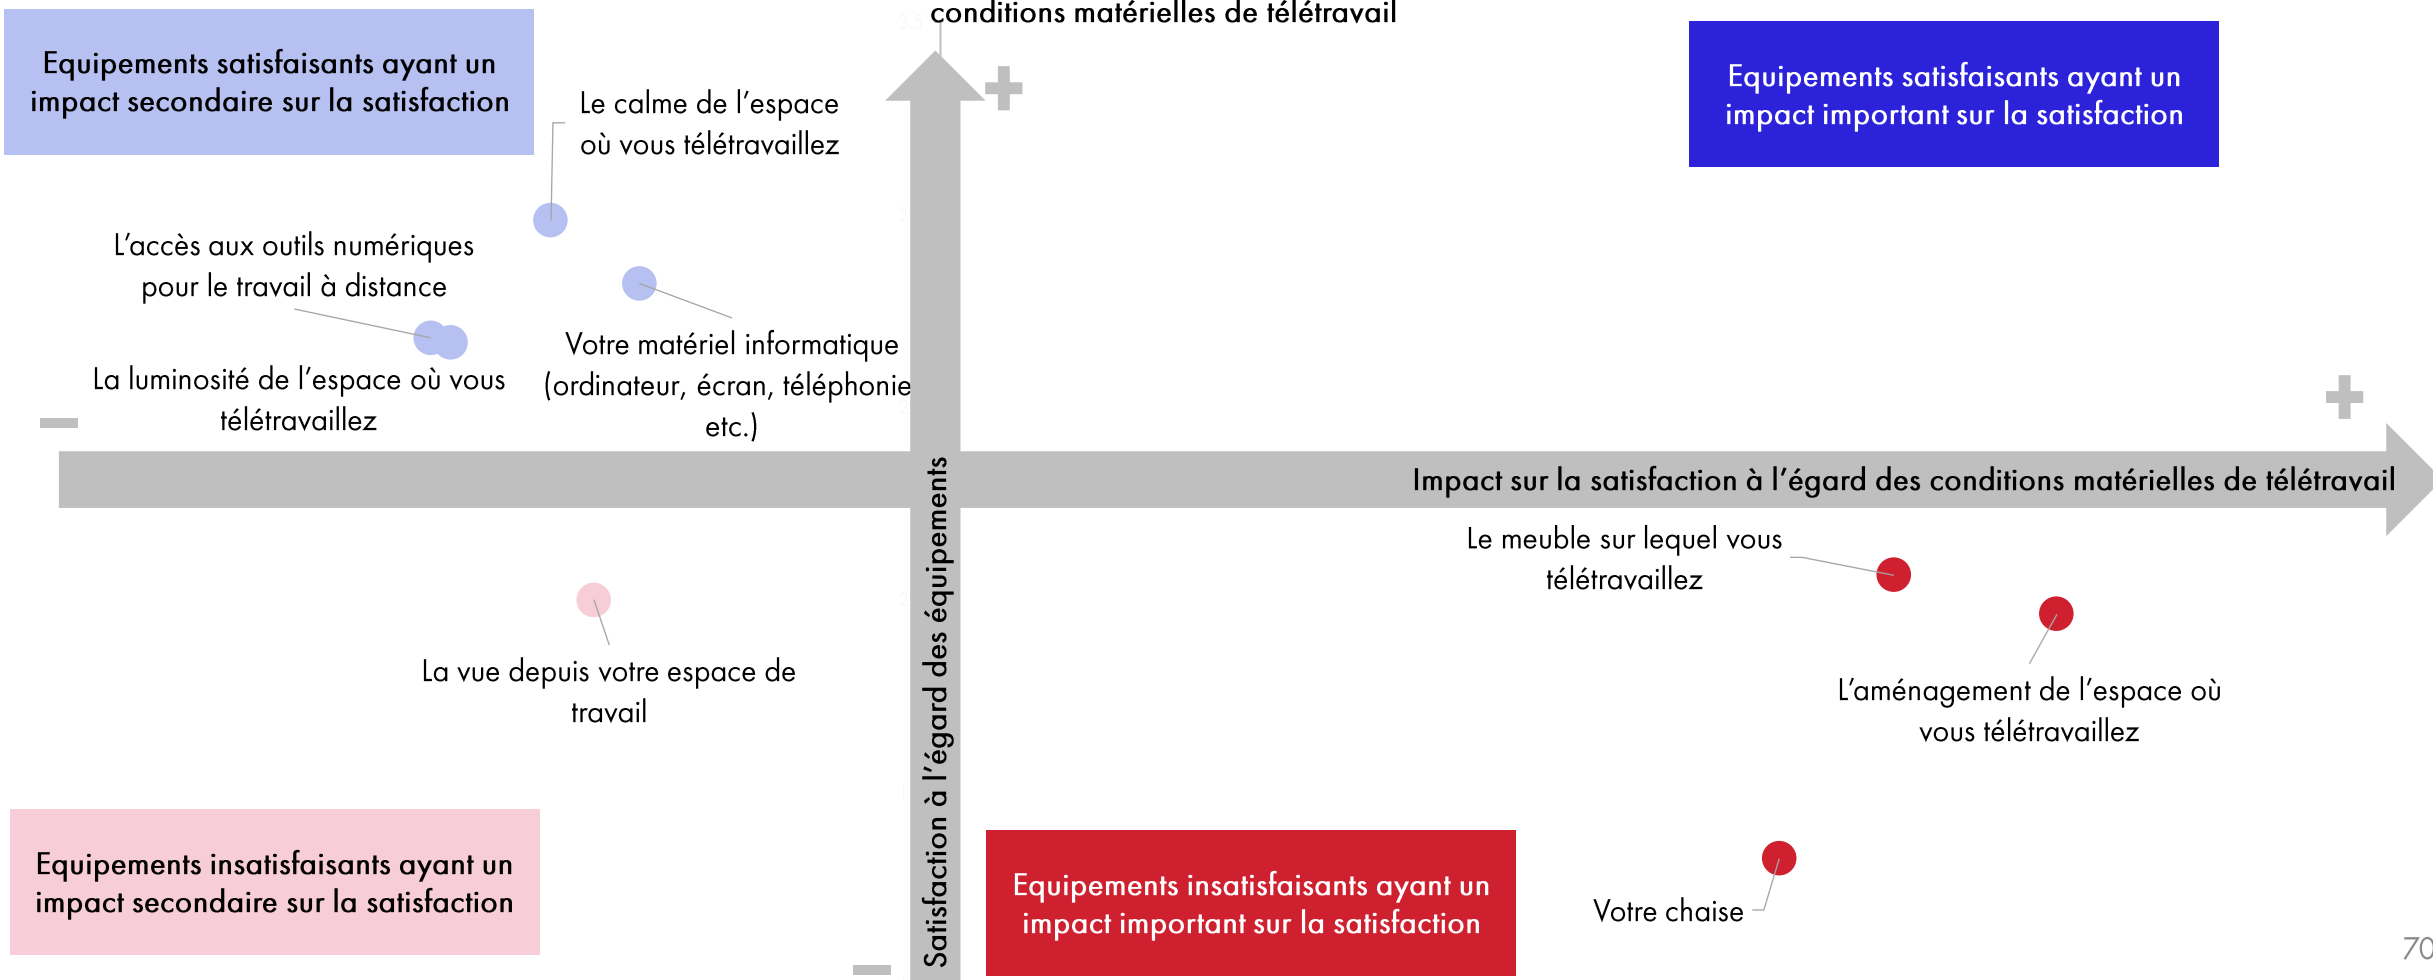 conditions matérielles de télétravail
Equipements satisfaisants ayant un
impact secondaire sur la satisfaction
Equipements satisfaisants ayant un
impact important sur la satisfaction
Le calme de l’espace
où vous télétravaillez
L’accès aux outils numériques
pour le travail à distance
Votre matériel informatique
(ordinateur, écran, téléphonie
etc.)
La luminosité de l’espace où vous
télétravaillez
Impact sur la satisfaction à l’égard des conditions matérielles de télétravail
Satisfaction à l’égard des équipements
Le meuble sur lequel vous
télétravaillez
La vue depuis votre espace de
travail
L’aménagement de l’espace où
vous télétravaillez
Equipements insatisfaisants ayant un
impact secondaire sur la satisfaction
Equipements insatisfaisants ayant un
impact important sur la satisfaction
Votre chaise
70